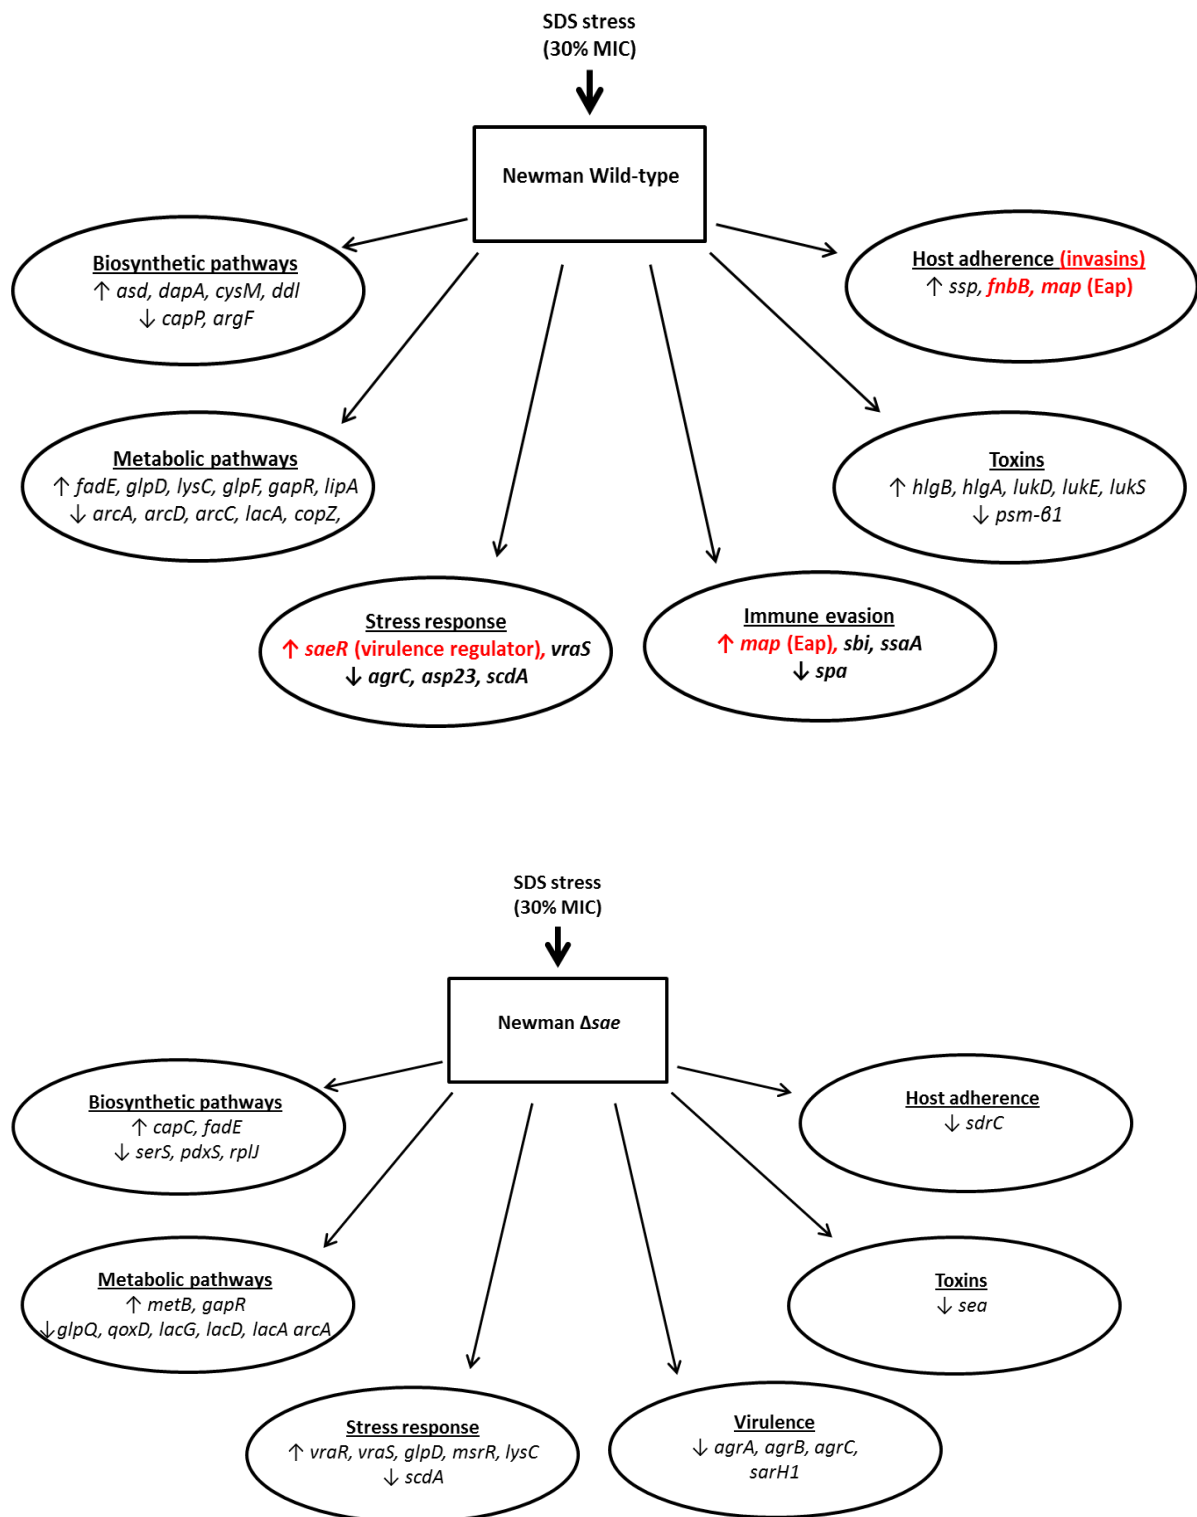 SDS stress
(30% MIC)
Newman Wild-type
Biosynthetic pathways
↑ asd, dapA, cysM, ddl
↓ capP, argF
Host adherence (invasins)
↑ ssp, fnbB, map (Eap)
Metabolic pathways
↑ fadE, glpD, lysC, glpF, gapR, lipA
↓ arcA, arcD, arcC, lacA, copZ,
Toxins
↑ hlgB, hlgA, lukD, lukE, lukS
↓ psm-β1
Stress response
↑ saeR (virulence regulator), vraS
↓ agrC, asp23, scdA
Immune evasion
↑ map (Eap), sbi, ssaA
↓ spa
SDS stress
(30% MIC)
Newman Δsae
Biosynthetic pathways
↑ capC, fadE
↓ serS, pdxS, rplJ
Host adherence
↓ sdrC
Metabolic pathways
↑ metB, gapR
↓glpQ, qoxD, lacG, lacD, lacA arcA
Toxins
↓ sea
Stress response
↑ vraR, vraS, glpD, msrR, lysC
↓ scdA
Virulence
↓ agrA, agrB, agrC,
sarH1